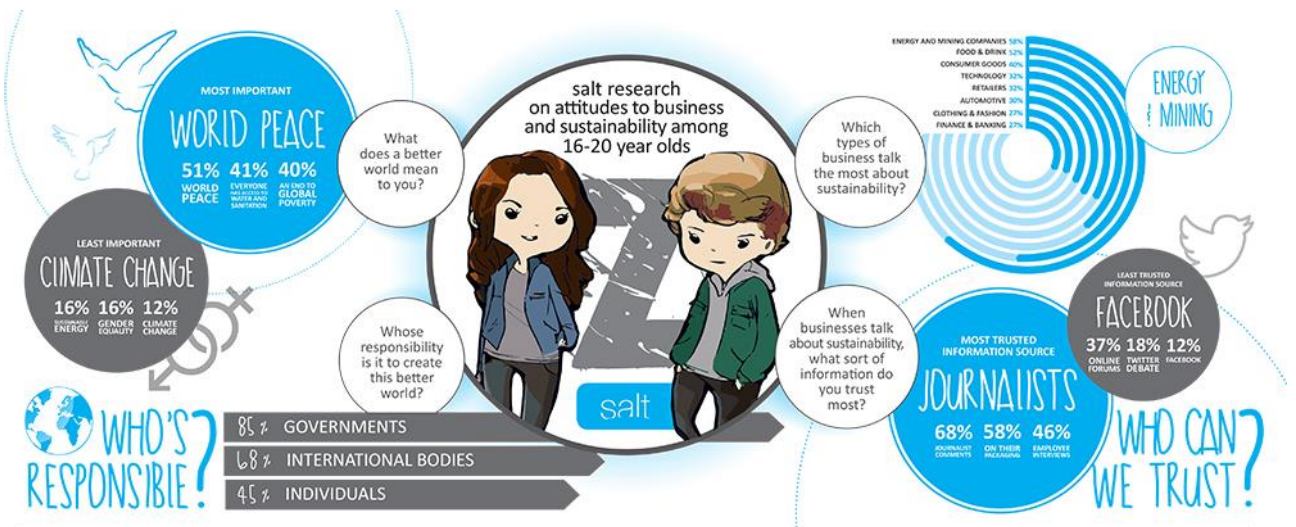 MOST IMPORTANT
WORLD PEACE
51% 41% 40%
WORLD
PEACE
EVERYONE
HAS ACCESS TO
WATER AND
SANITATION
AN END TO
GLOBAL
POVERTY
LEAST IMPORTANT
CLIMATE CHANGE
16% 16% 12%
SUSTAINABLE
ENERGY
GENDER
EQUALITY
CLIMATE
CHANGE
What
does a better
world mean
to you?
Whose
responsibility
is it to create
this better
world?
WHO'S
RESPONSIBLE?
85% GOVERNMENTS
68% INTERNATIONAL BODIES
45% INDIVIDUALS
salt research
on attitudes to business
and sustainability among
16-20 year olds
Z
salt
Which
types of
business talk
the most about
sustainability?
ENERGY AND MINING COMPANIES 58%
FOOD & DRINK 52%
CONSUMER GOODS 40%
TECHNOLOGY 32%
RETAILERS 32%
AUTOMOTIVE 30%
CLOTHING & FASHION 27%
FINANCE & BANKING 27%
ENERGY
& MINING
When
businesses talk
about sustainability,
what sort of
information do
you trust
most?
MOST TRUSTED
INFORMATION SOURCE
JOURNALISTS
68% 58% 46%
JOURNALIST
COMMENTS
ON THEIR
PACKAGING
EMPLOYEE
INTERVIEWS
LEAST TRUSTED
INFORMATION SOURCE
FACEBOOK
37% 18% 12%
ONLINE
FORUMS
TWITTER
DEBATE
FACEBOOK
WHO CAN
WE TRUST?